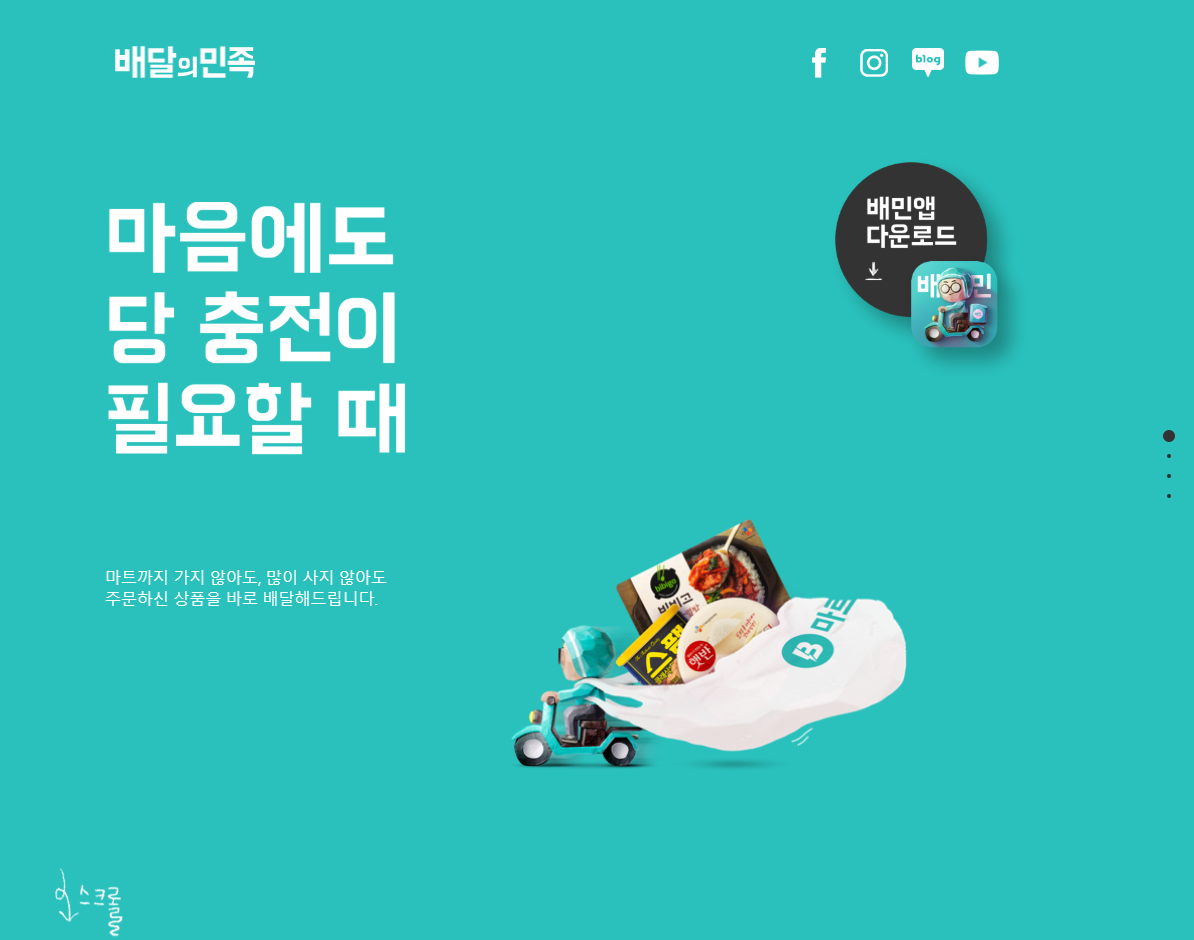 배달의민족
blog
배민앱
다운로드
마음에도
당 충전이
필요할 때
마트까지 가지 않아도, 많이 사지 않아도
주문하신 상품을 바로 배달해드립니다.
bibigo
비비고
스팸
햇반
B 마트
스크롤